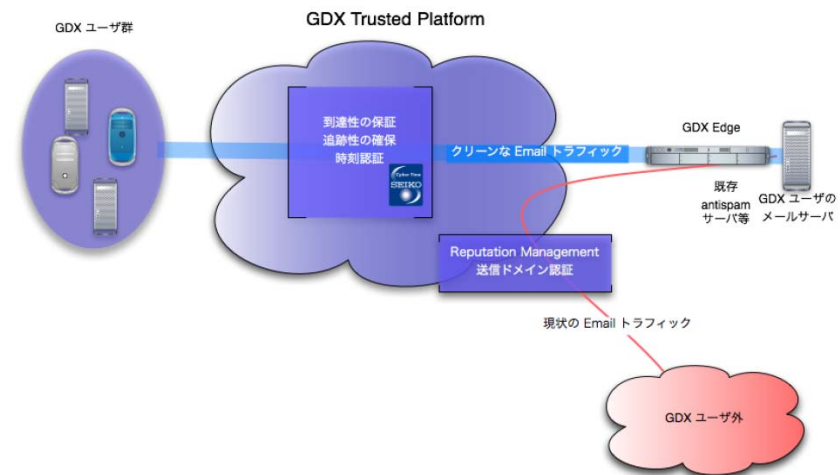 GDX Trusted Platform
GDX ユーザ群
到達性の保証
追跡性の確保
時刻認証
Cyber Time
SEIKO
クリーンな Email トラフィック
GDX Edge
既存
antispam
サーバ等
GDX ユーザの
メールサーバ
Reputation Management
送信ドメイン認証
現状の Email トラフィック
GDX ユーザ外